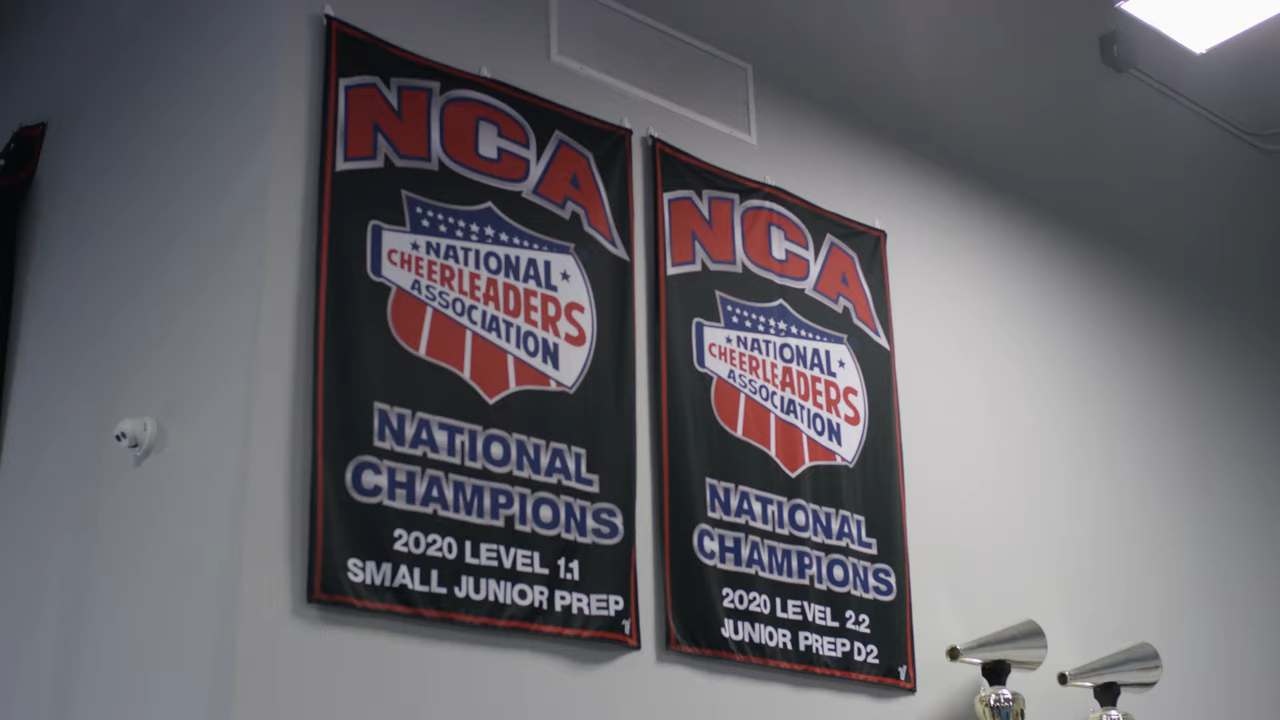 NCA
NATIONAL
CHEERLEADERS
ASSOCIATION
NATIONAL
CHAMPIONS
2020 LEVEL 1.1
SMALL JUNIOR PREP
NCA
NATIONAL
CHEERLEADERS
ASSOCIATION
NATIONAL
CHAMPIONS
2020 LEVEL 2.2
JUNIOR PREP D2